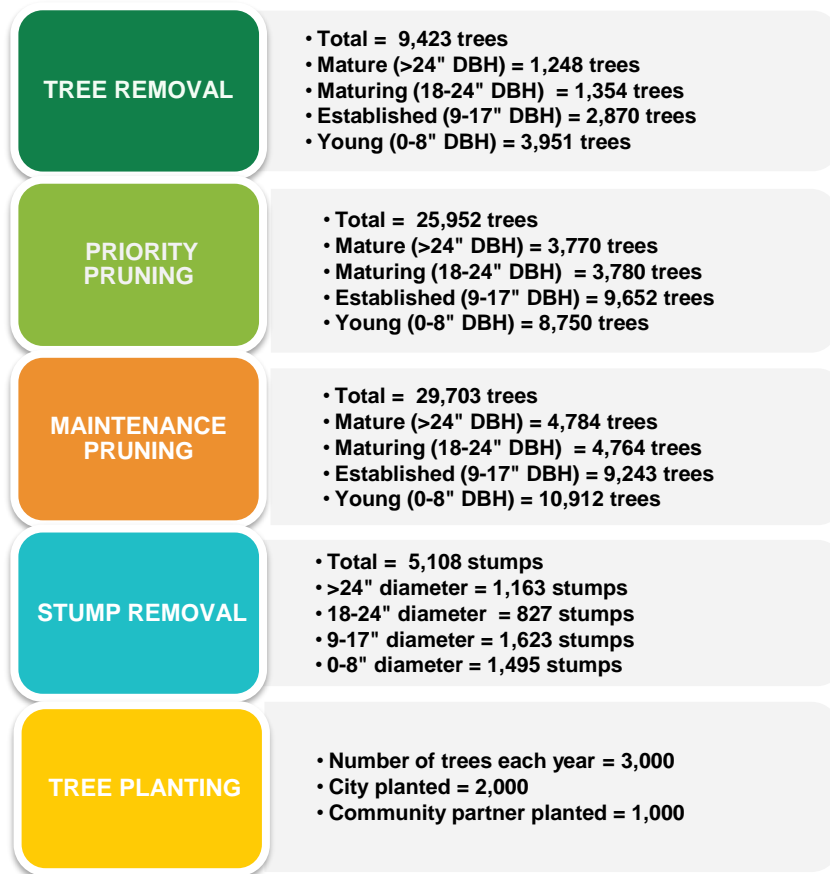 TREE REMOVAL
• Total = 9,423 trees
• Mature (>24" DBH) = 1,248 trees
• Maturing (18-24" DBH) = 1,354 trees
• Established (9-17" DBH) = 2,870 trees
• Young (0-8" DBH) = 3,951 trees
PRIORITY
PRUNING
• Total = 25,952 trees
• Mature (>24" DBH) = 3,770 trees
• Maturing (18-24" DBH) = 3,780 trees
• Established (9-17" DBH) = 9,652 trees
• Young (0-8" DBH) = 8,750 trees
MAINTENANCE
PRUNING
• Total = 29,703 trees
• Mature (>24" DBH) = 4,784 trees
• Maturing (18-24" DBH) = 4,764 trees
• Established (9-17" DBH) = 9,243 trees
• Young (0-8" DBH) = 10,912 trees
STUMP REMOVAL
• Total = 5,108 stumps
• >24" diameter = 1,163 stumps
• 18-24" diameter = 827 stumps
• 9-17" diameter = 1,623 stumps
• 0-8" diameter = 1,495 stumps
TREE PLANTING
• Number of trees each year = 3,000
• City planted = 2,000
• Community partner planted = 1,000